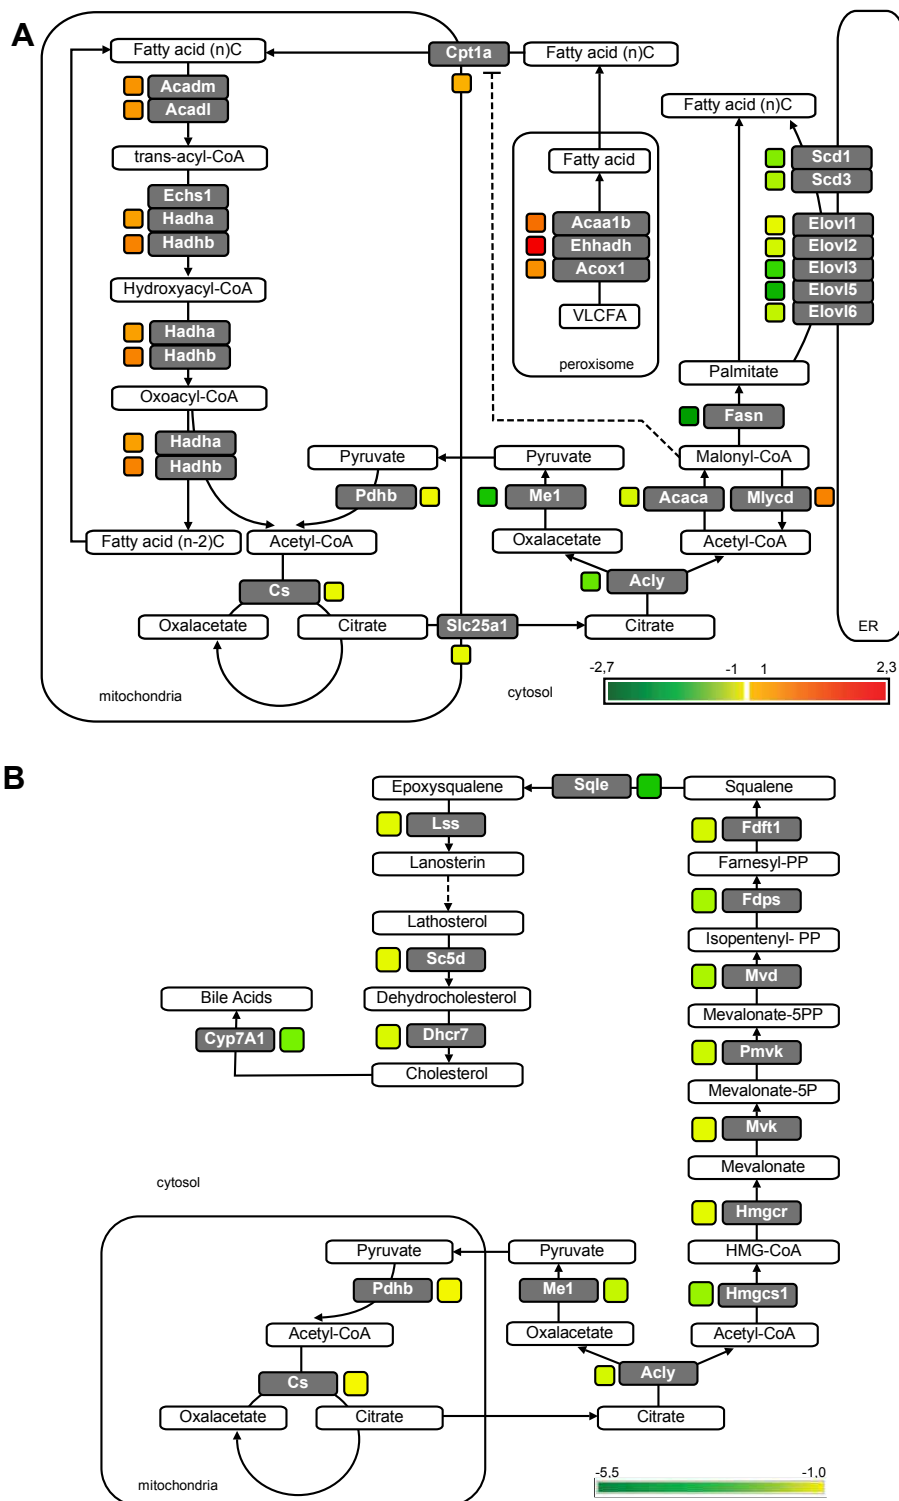 A
Fatty acid (n)C
Cpt1a
Fatty acid (n)C
Acadm
Acadl
Fatty acid (n)C
trans-acyl-CoA
Fatty acid
Scd1
Scd3
Echs1
Hadha
Hadhb
Acaa1b
Ehhadh
Acox1
Elovl1
Elovl2
Elovl3
Elovl5
Elovl6
Hydroxyacyl-CoA
VLCFA
Hadha
Hadhb
peroxisome
Palmitate
Oxoacyl-CoA
Fasn
Hadha
Hadhb
Pyruvate
Pyruvate
Malonyl-CoA
Pdhb
Me1
Acaca
Mlycd
Fatty acid (n-2)C
Acetyl-CoA
Oxalacetate
Acetyl-CoA
Cs
Acly
Oxalacetate
Citrate
Slc25a1
Citrate
ER
mitochondria
cytosol
-2,7
-1
1
2,3
B
Epoxysqualene
Sqle
Squalene
Lss
Fdft1
Lanosterin
Farnesyl-PP
Fdps
Lathosterol
Isopentenyl- PP
Sc5d
Mvd
Bile Acids
Dehydrocholesterol
Mevalonate-5PP
Cyp7A1
Dhcr7
Pmvk
Cholesterol
Mevalonate-5P
Mvk
Mevalonate
cytosol
Hmgcr
Pyruvate
Pyruvate
HMG-CoA
Pdhb
Me1
Hmgcs1
Acetyl-CoA
Oxalacetate
Acetyl-CoA
Cs
Acly
Oxalacetate
Citrate
Citrate
mitochondria
-5,5
-1,0